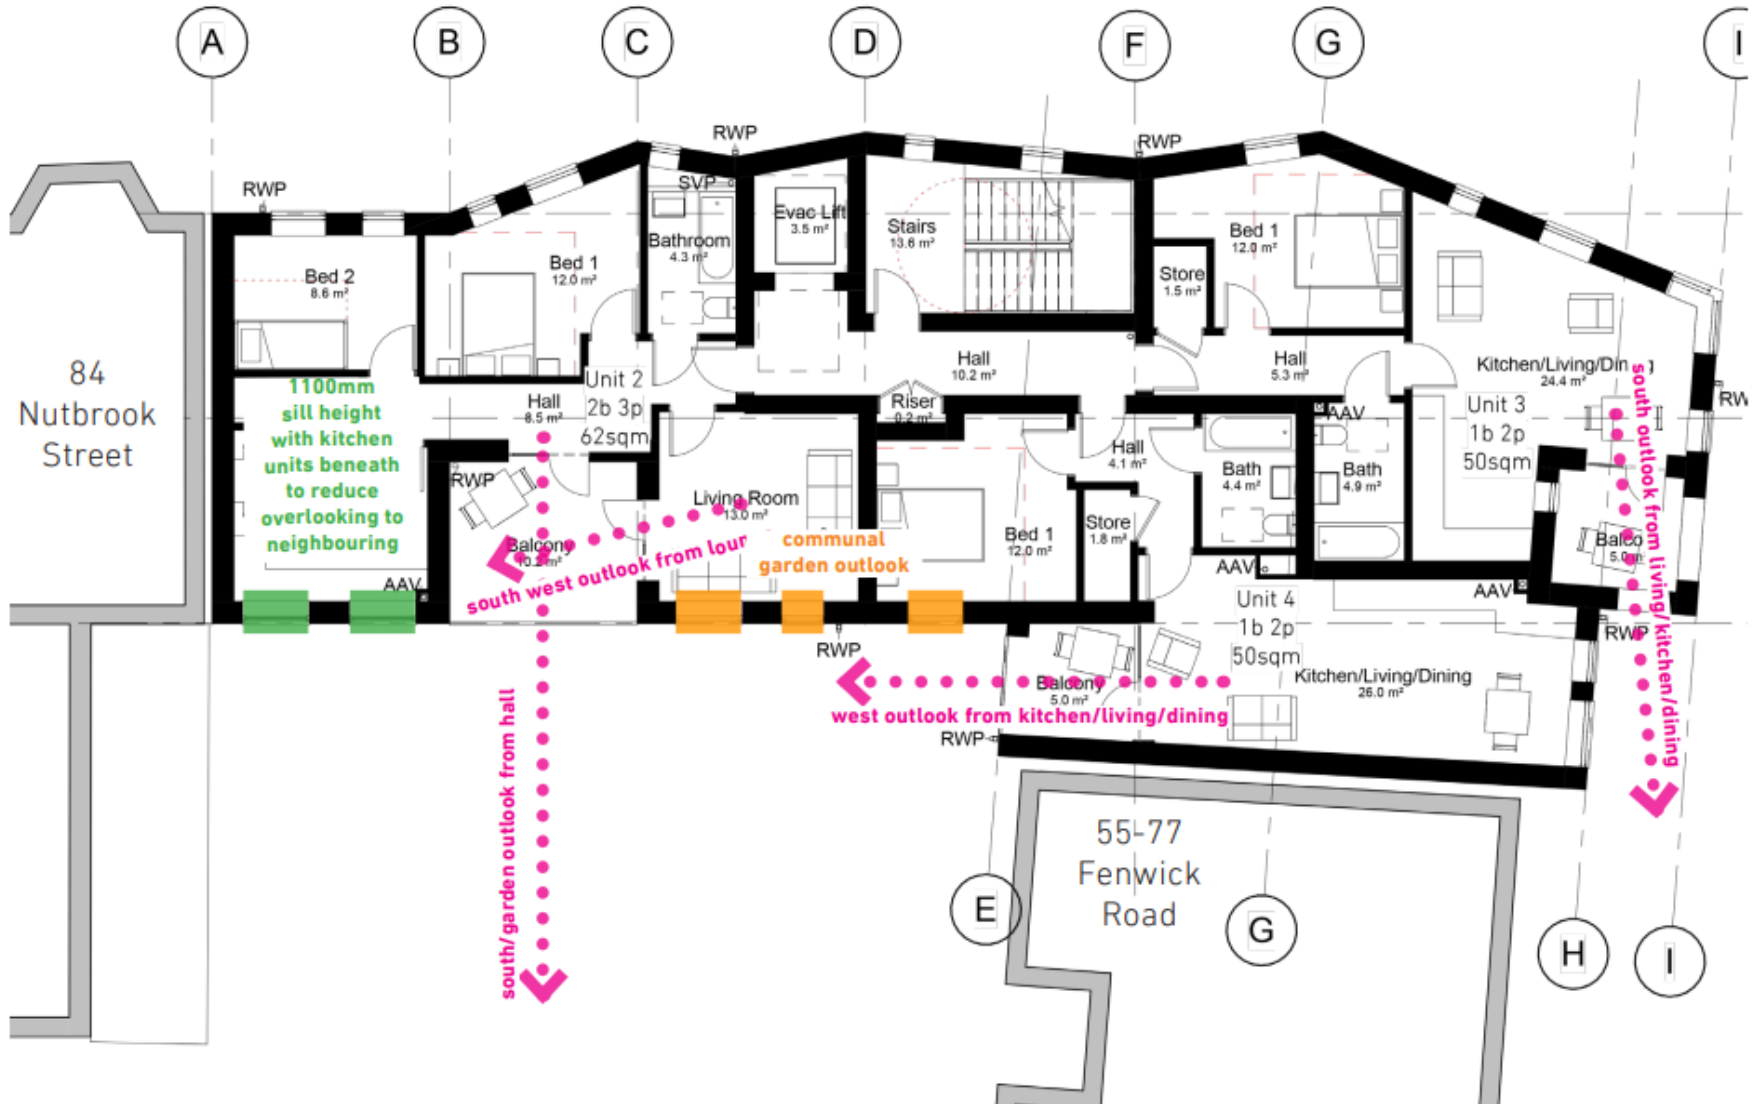 A
B
C
D
F
G
I
RWP
RWP
RWP
SVP
Evac Lift
3.5 m²
Stairs
13.6 m²
Bathroom
4.3 m²
Bed 1
12.0 m²
Bed 2
8.6 m²
Bed 1
12.0 m²
Store
1.5 m²
84
Nutbrook
Street
1100mm
sill height
with kitchen
units beneath
to reduce
overlooking to
neighbouring
Hall
8.5 m²
Unit 2
2b 3p
62sqm
Hall
10.2 m²
Riser
0.2 m²
Hall
5.3 m²
Kitchen/Living/Din
24.4 m²
Unit 3
1b 2p
50sqm
RW
AAV
Hall
4.1 m²
Bath
4.4 m²
Bath
4.9 m²
RWP
Living Room
13.0 m²
Balcony
10.2 m²
south west outlook from lour
communal
garden outlook
Bed 1
12.0 m²
Store
1.8 m²
Balco
5.0 m
AAV
AAV
AAV
Unit 4
1b 2p
50sqm
RWP
RWP
Balcony
5.0 m²
Kitchen/Living/Dining
26.0 m²
west outlook from kitchen/living/dining
RWP
south/garden outlook from hall
south outlook from living/kitchen/dining
55-77
Fenwick
Road
E
G
H
I